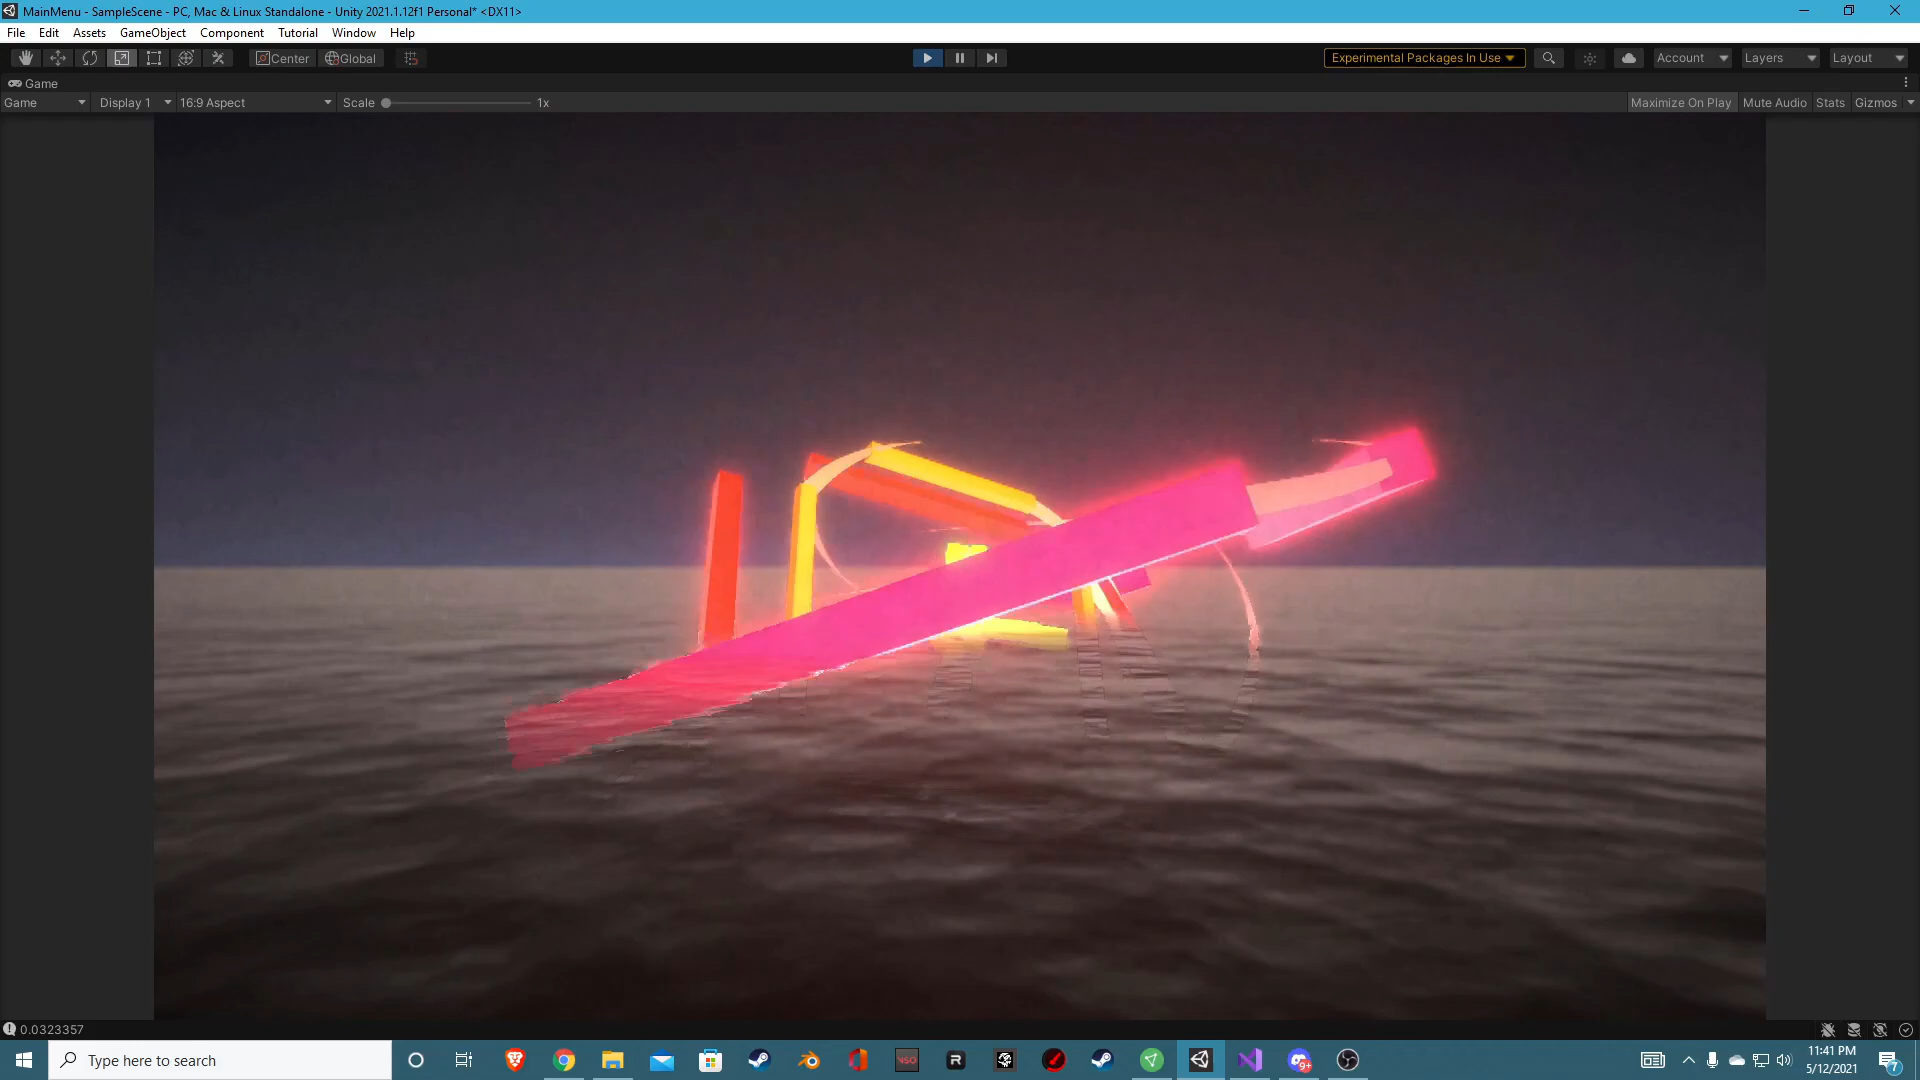 MainMenu - SampleScene - PC, Mac & Linux Standalone - Unity 2021.1.12f1 Personal* <DX11>
File Edit Assets GameObject Component Tutorial Window Help
Center Global Experimental Packages In Use Account Layers Layout
Game
Game Display 1 16:9 Aspect Scale 1x Maximize On Play Mute Audio Stats Gizmos
0.0323357
Type here to search
VSO
R
9+
11:41 PM
5/12/2021
7